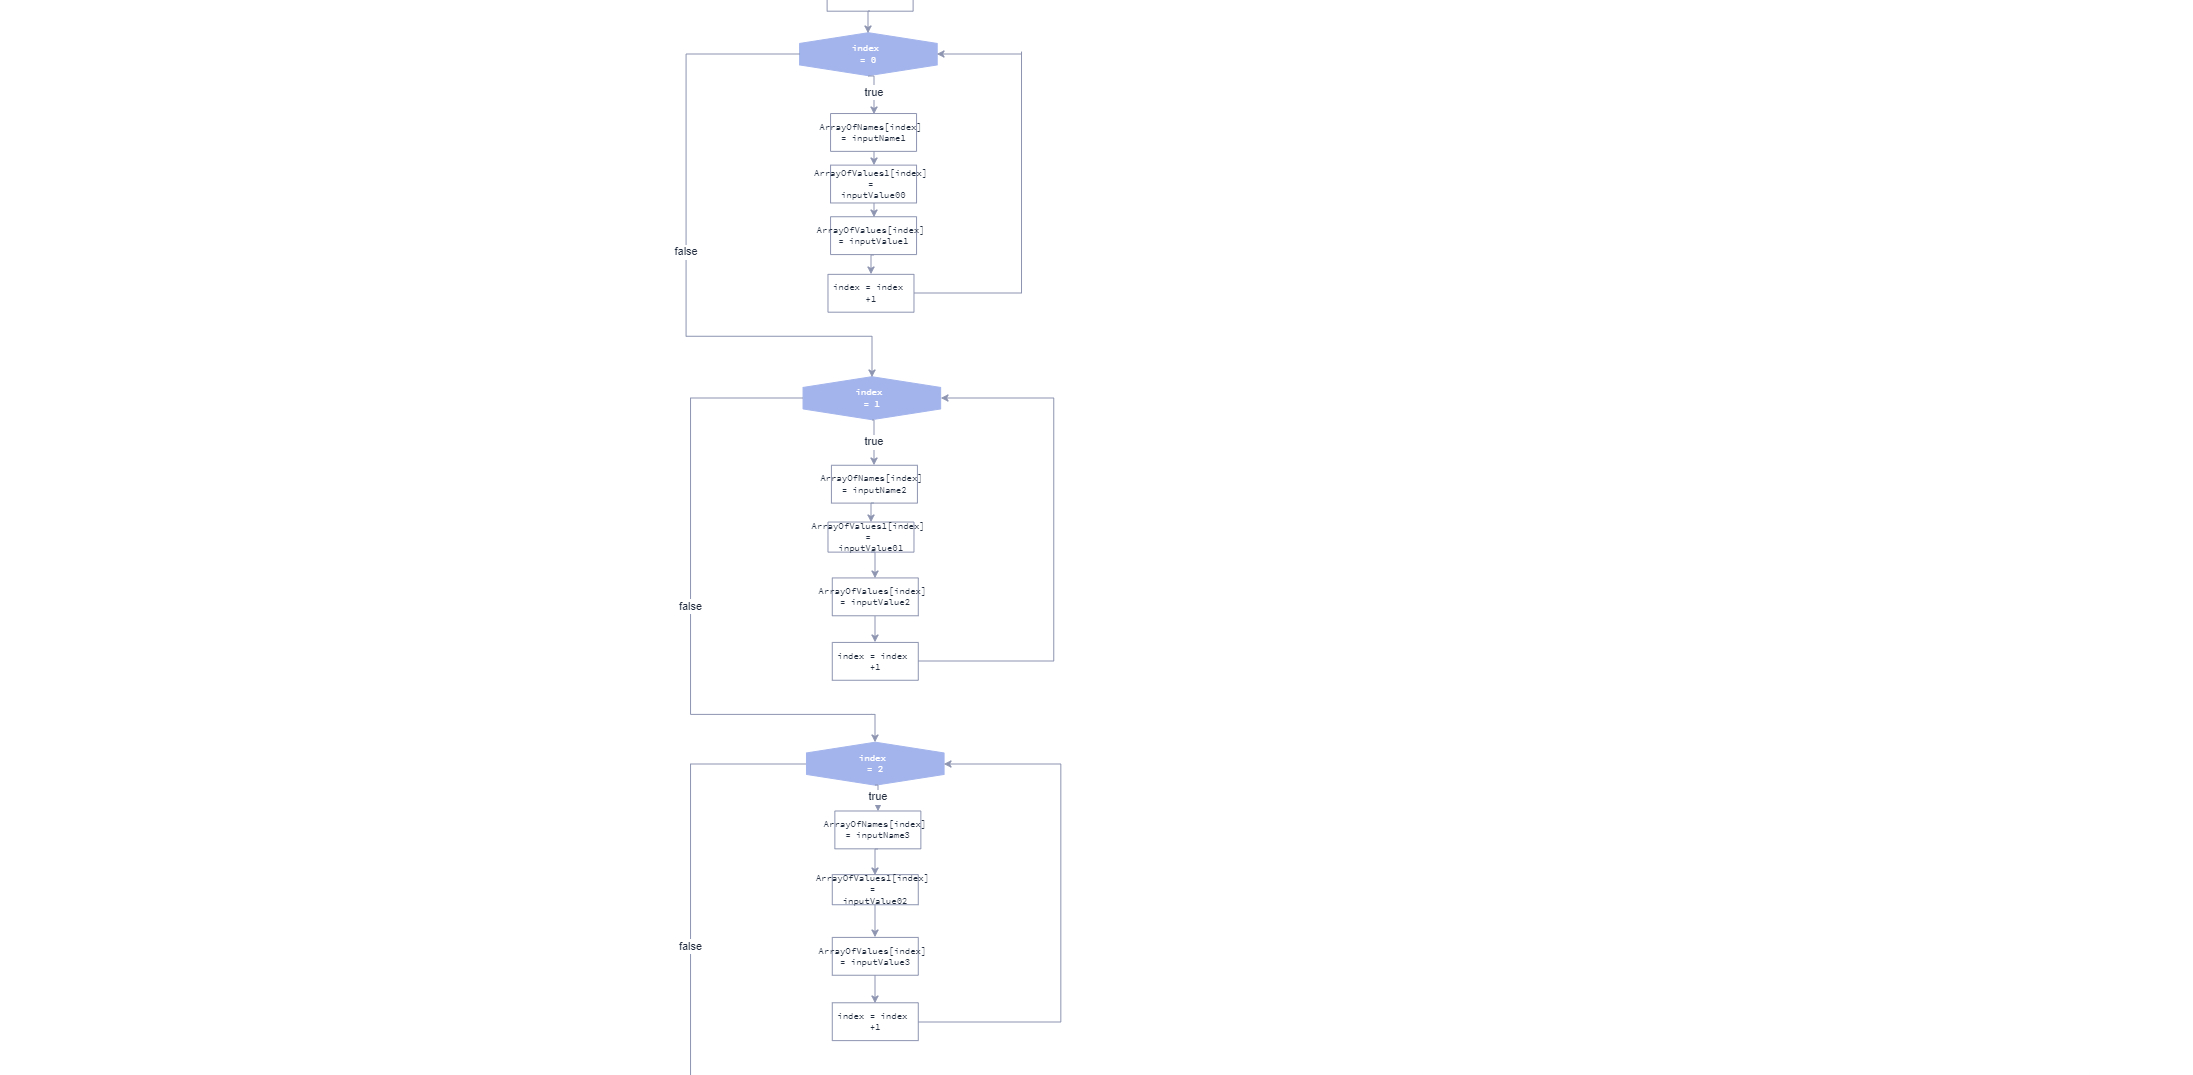 index
= 0
true
ArrayOfNames[index]
= inputName1
ArrayOfValues1[index]
=
inputValue00
ArrayOfValues[index]
= inputValue1
false
index = index
+1
index
= 1
true
ArrayOfNames[index]
= inputName2
ArrayOfValues1[index]
=
inputValue01
ArrayOfValues[index]
= inputValue2
false
index = index
+1
index
= 2
true
ArrayOfNames[index]
= inputName3
ArrayOfValues1[index]
=
inputValue02
false
ArrayOfValues[index]
= inputValue3
index = index
+1